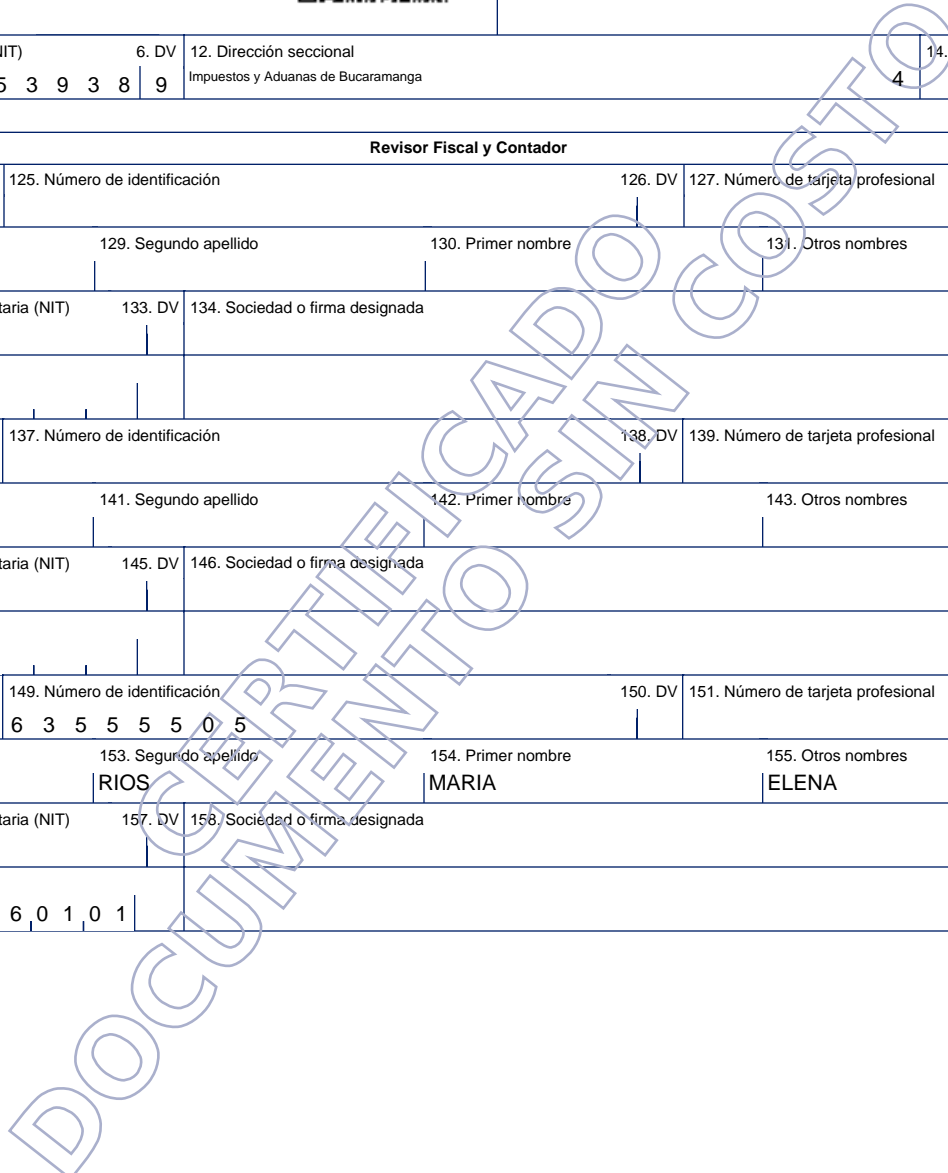 6. DV 12. Dirección seccional 14.
5 3 9 3 8 9 Impuestos y Aduanas de Bucaramanga 4
Revisor Fiscal y Contador
125. Número de identificación 126. DV 127. Número de tarjeta profesional
129. Segundo apellido 130. Primer nombre 131. Otros nombres
(NIT) 133. DV 134. Sociedad o firma designada
137. Número de identificación 138. DV 139. Número de tarjeta profesional
141. Segundo apellido 142. Primer nombre 143. Otros nombres
(NIT) 145. DV 146. Sociedad o firma designada
149. Número de identificación 150. DV 151. Número de tarjeta profesional
6 3 5 5 5 5 0 5
153. Segundo apellido 154. Primer nombre 155. Otros nombres
RIOS MARIA ELENA
(NIT) 157. DV 158. Sociedad o firma designada
6 0 1 0 1
CERTIFICADO
DOCUMENTO SIN COSTO